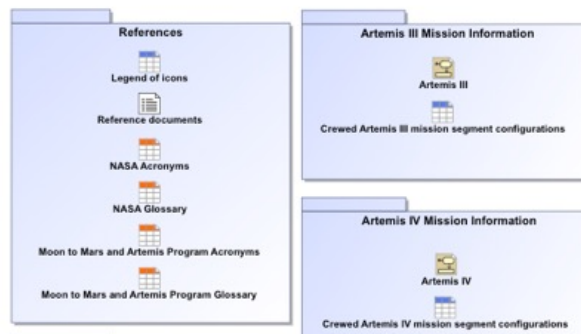 References
Legend of icons
Reference documents
NASA Acronyms
NASA Glossary
Moon to Mars and Artemis Program Acronyms
Moon to Mars and Artemis Program Glossary
Artemis III Mission Information
Artemis III
Crewed Artemis III mission segment configurations
Artemis IV Mission Information
Artemis IV
Crewed Artemis IV mission segment configurations